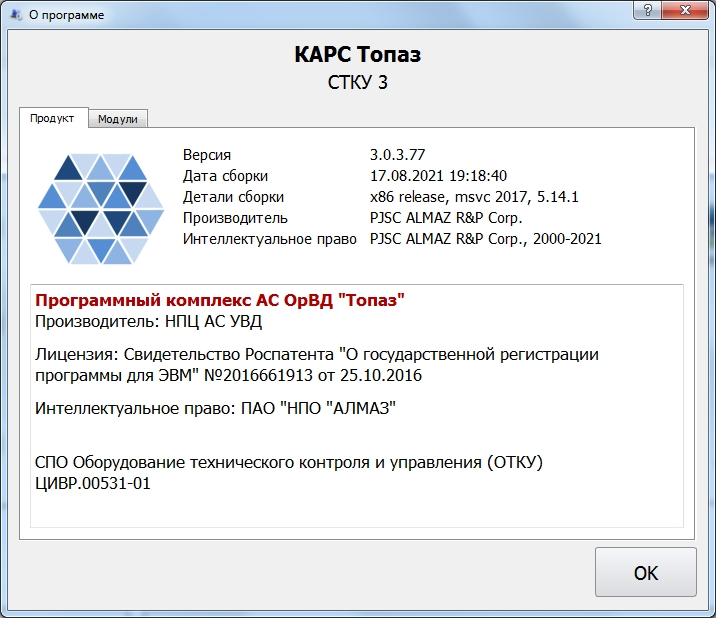 О программе
КАРС Топаз
СТКУ 3
Продукт
Модули
Версия 3.0.3.77
Дата сборки 17.08.2021 19:18:40
Детали сборки x86 release, msvc 2017, 5.14.1
Производитель PJSC ALMAZ R&P Corp.
Интеллектуальное право PJSC ALMAZ R&P Corp., 2000-2021
Программный комплекс АС ОрВД "Топаз"
Производитель: НПЦ АС УВД
Лицензия: Свидетельство Роспатента "О государственной регистрации
программы для ЭВМ" №2016661913 от 25.10.2016
Интеллектуальное право: ПАО "НПО "АЛМАЗ"
СПО Оборудование технического контроля и управления (ОТКУ)
ЦИВР.00531-01
OK